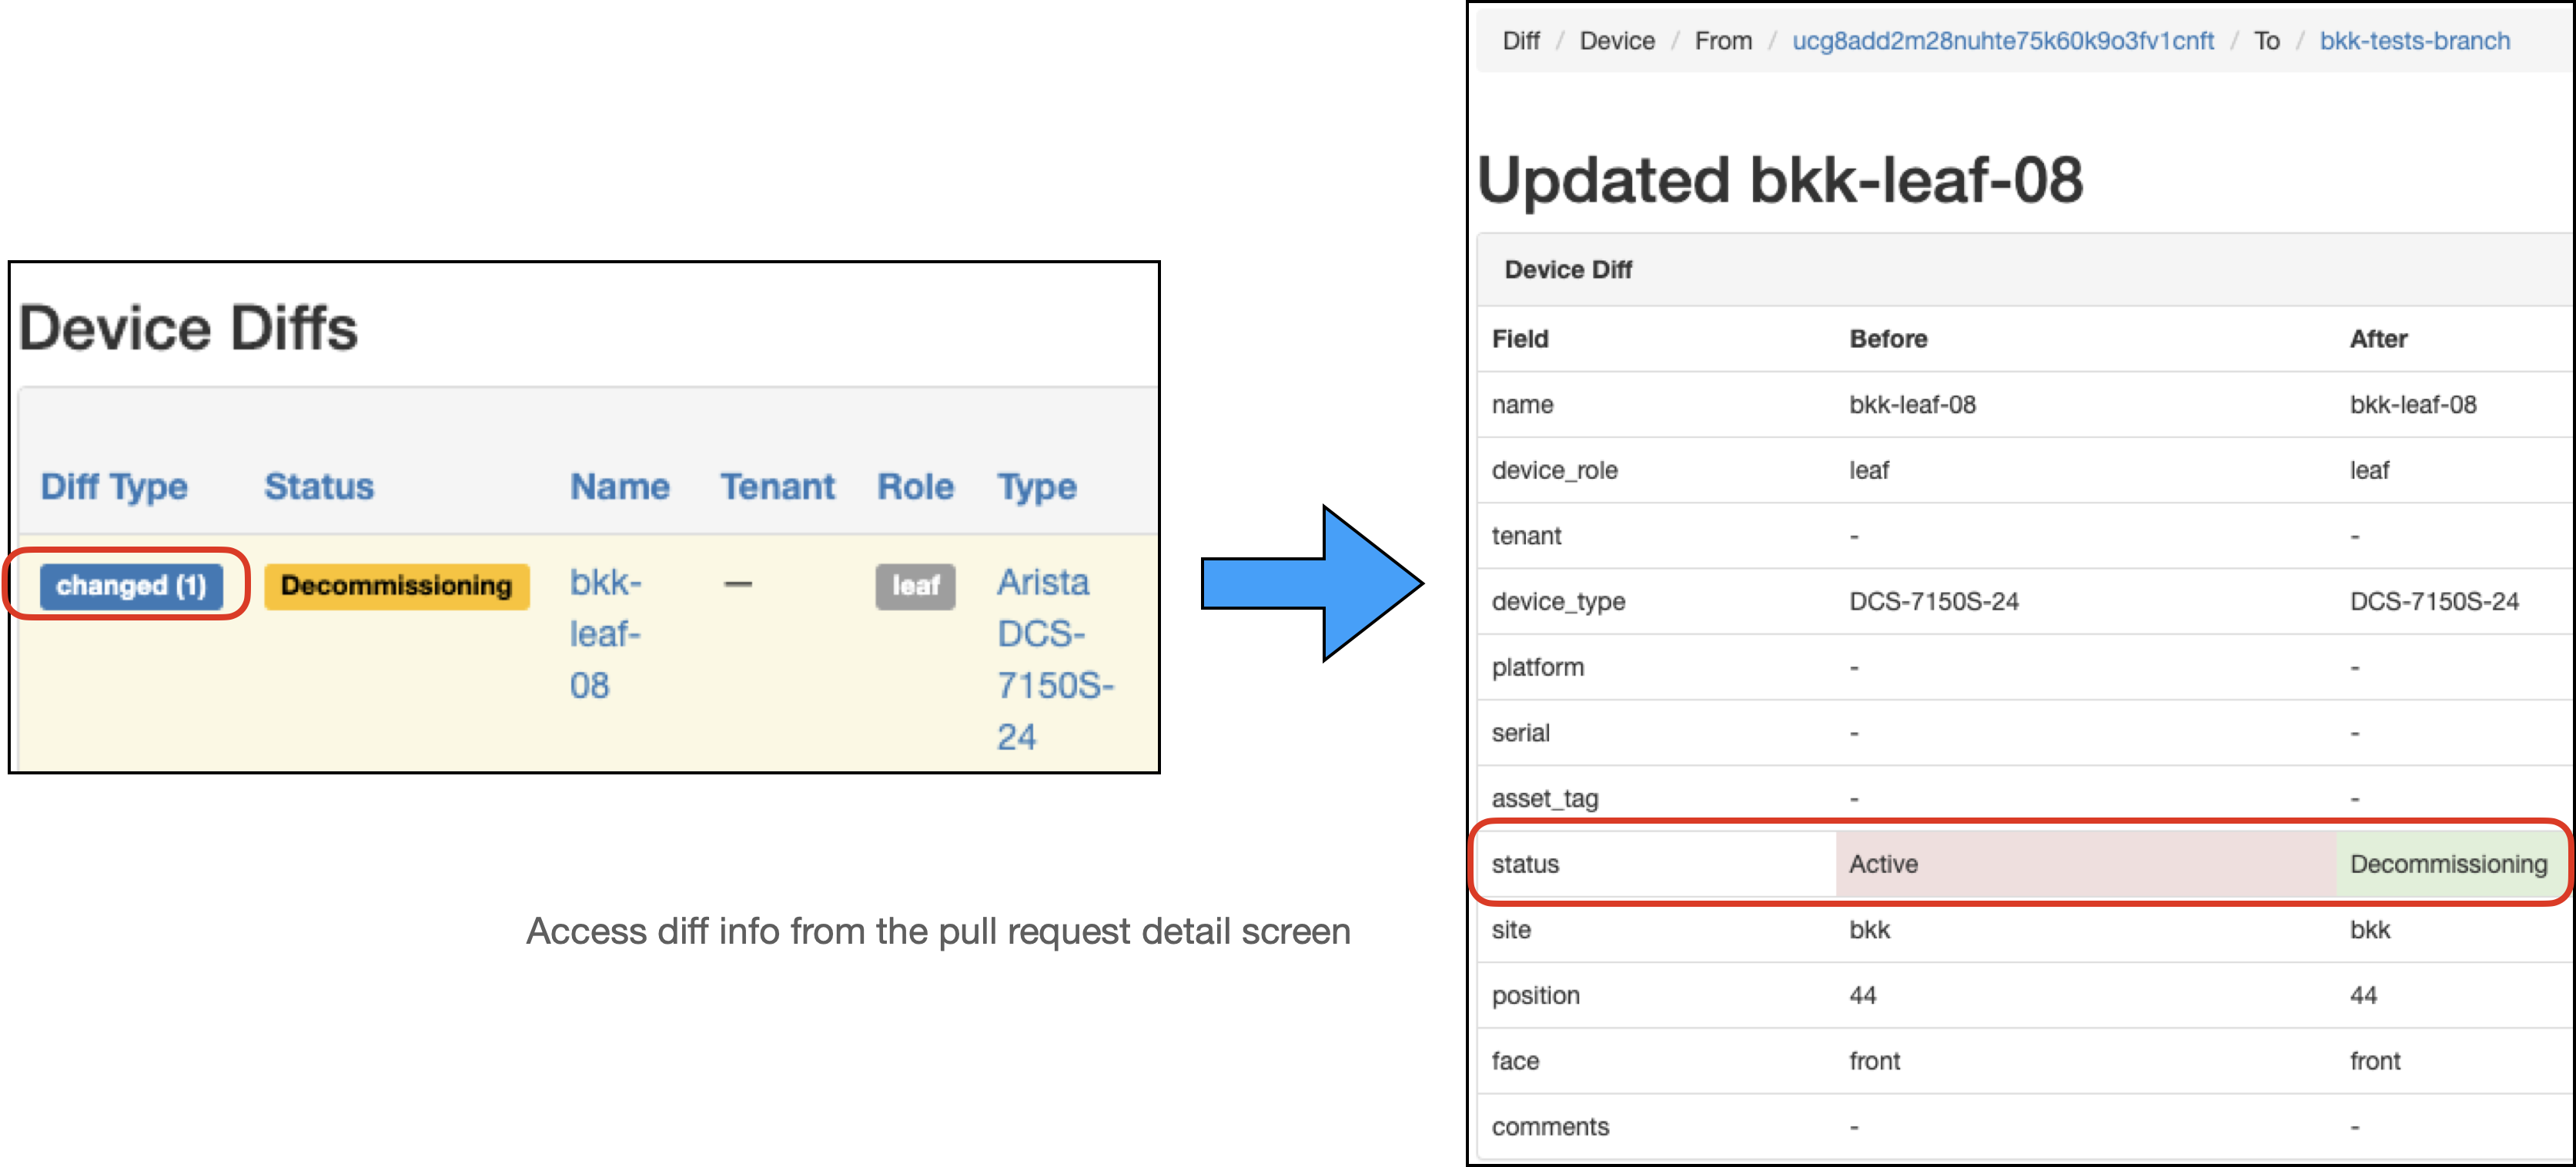 Device Diffs
Diff Type Status Name Tenant Role Type
changed (1) Decommissioning bkk- — leaf Arista
leaf- DCS-
08 7150S-
24
Access diff info from the pull request detail screen
Diff / Device / From / ucg8add2m28nuhte75k60k9o3fv1cnft / To / bkk-tests-branch
Updated bkk-leaf-08
Device Diff
Field Before After
name bkk-leaf-08 bkk-leaf-08
device_role leaf leaf
tenant - -
device_type DCS-7150S-24 DCS-7150S-24
platform - -
serial - -
asset_tag - -
status Active Decommissioning
site bkk bkk
position 44 44
face front front
comments - -